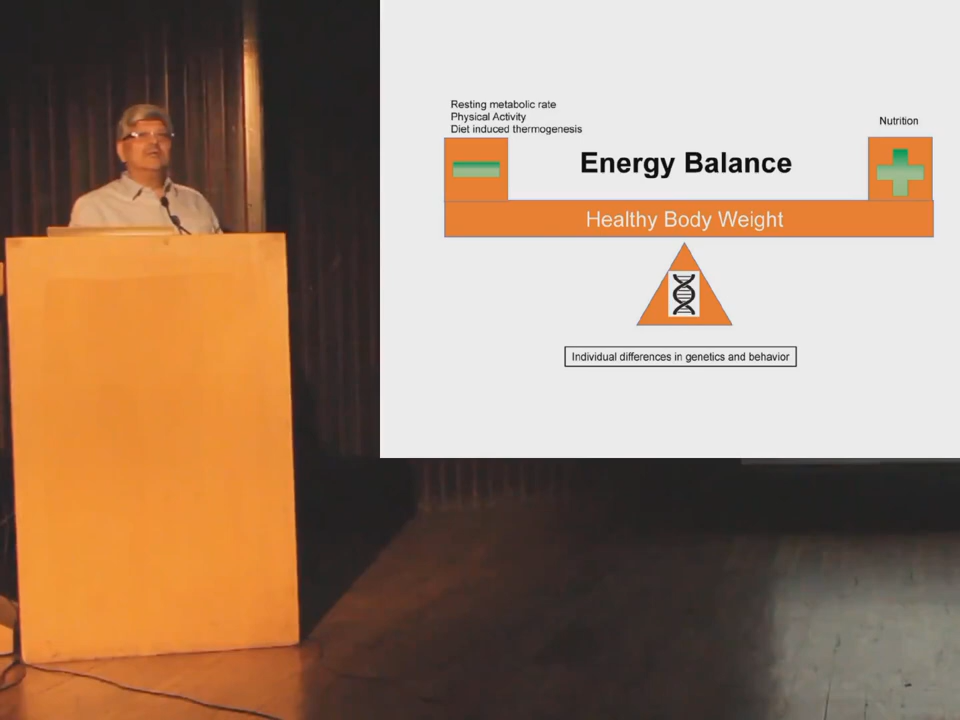 Resting metabolic rate
Physical Activity
Diet induced thermogenesis
Nutrition
Energy Balance
Healthy Body Weight
Individual differences in genetics and behavior